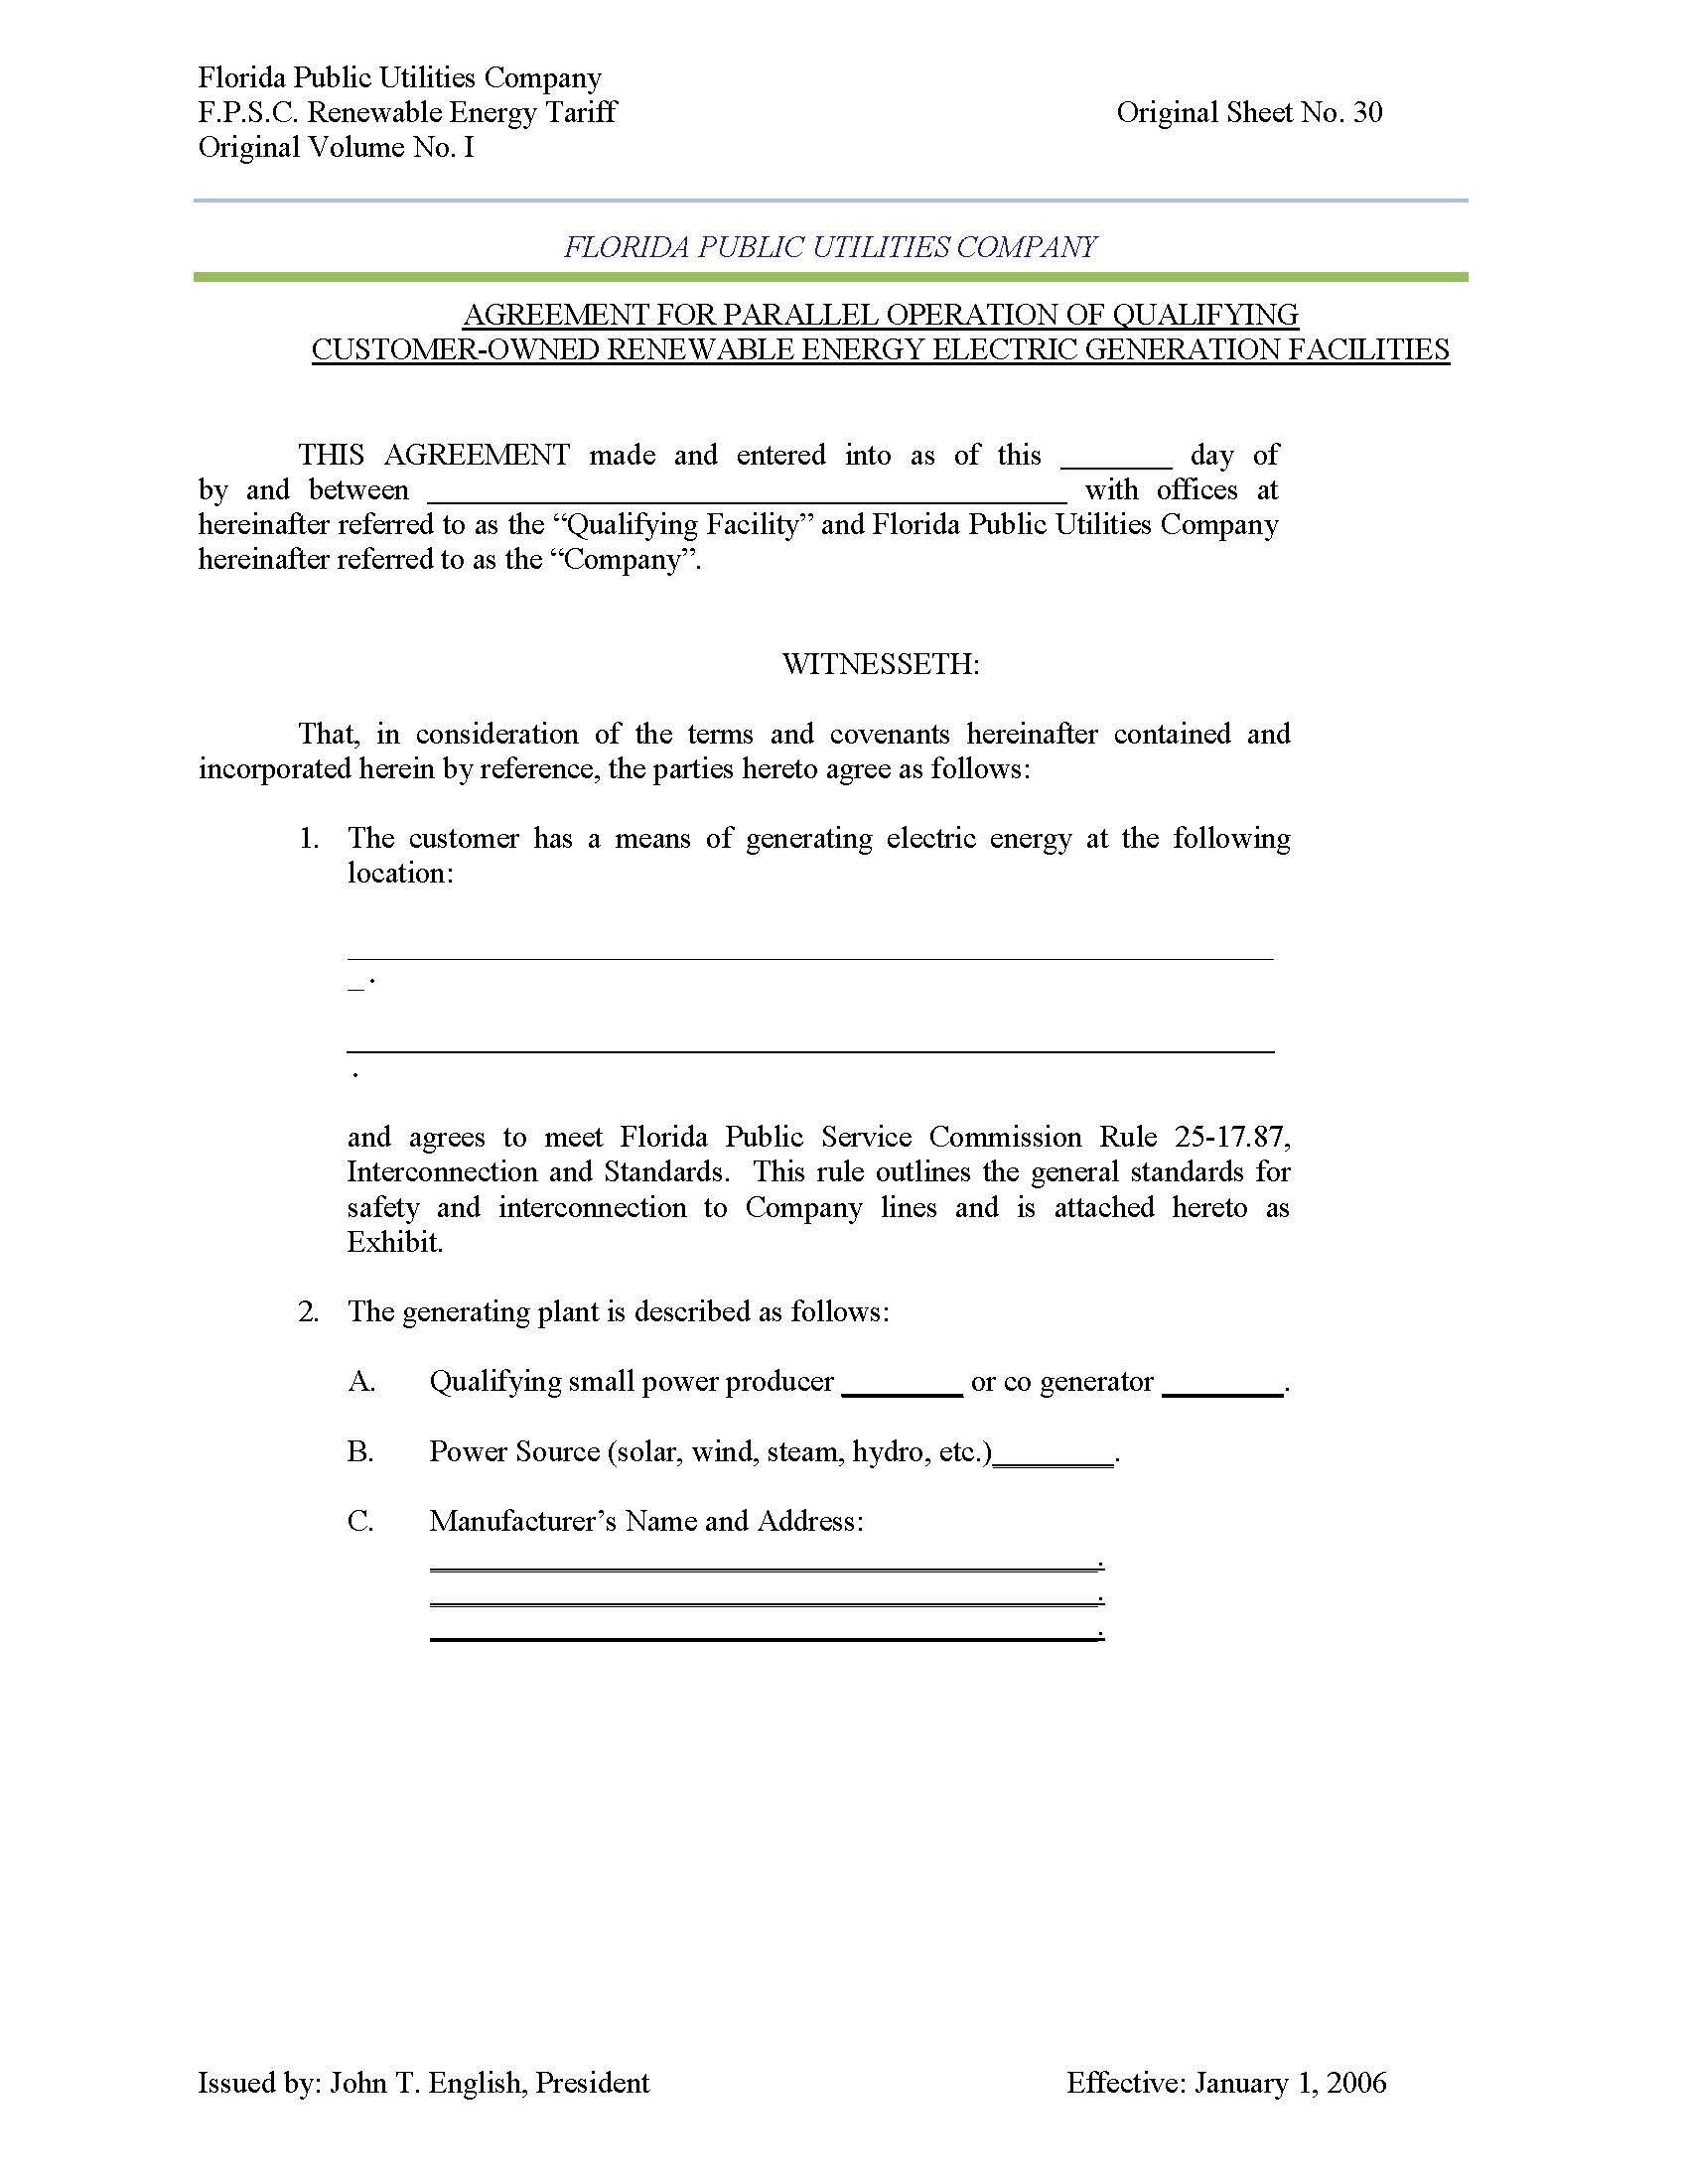 Florida Public Utilities Company
F.P.S.C. Renewable Energy Tariff Original Sheet No. 30
Original Volume No. I
FLORIDA PUBLIC UTILITIES COMPANY
AGREEMENT FOR PARALLEL OPERATION OF QUALIFYING
CUSTOMER-OWNED RENEWABLE ENERGY ELECTRIC GENERATION FACILITIES
THIS AGREEMENT made and entered into as of this _______ day of
by and between ________________________________________ with offices at
hereinafter referred to as the “Qualifying Facility” and Florida Public Utilities Company
hereinafter referred to as the “Company”.
WITNESSETH:
That, in consideration of the terms and covenants hereinafter contained and
incorporated herein by reference, the parties hereto agree as follows:
1. The customer has a means of generating electric energy at the following
location:
__________________________________________________________
_.
__________________________________________________________
.
and agrees to meet Florida Public Service Commission Rule 25-17.87,
Interconnection and Standards. This rule outlines the general standards for
safety and interconnection to Company lines and is attached hereto as
Exhibit.
2. The generating plant is described as follows:
A. Qualifying small power producer ________ or co generator ________.
B. Power Source (solar, wind, steam, hydro, etc.)________.
C. Manufacturer’s Name and Address:
____________________________________________.
____________________________________________.
____________________________________________.
Issued by: John T. English, President Effective: January 1, 2006